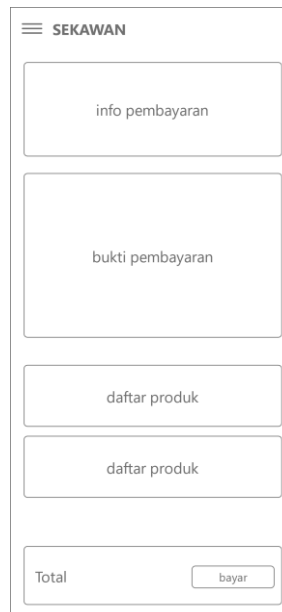 SEKAWAN
info pembayaran
bukti pembayaran
daftar produk
daftar produk
Total bayar